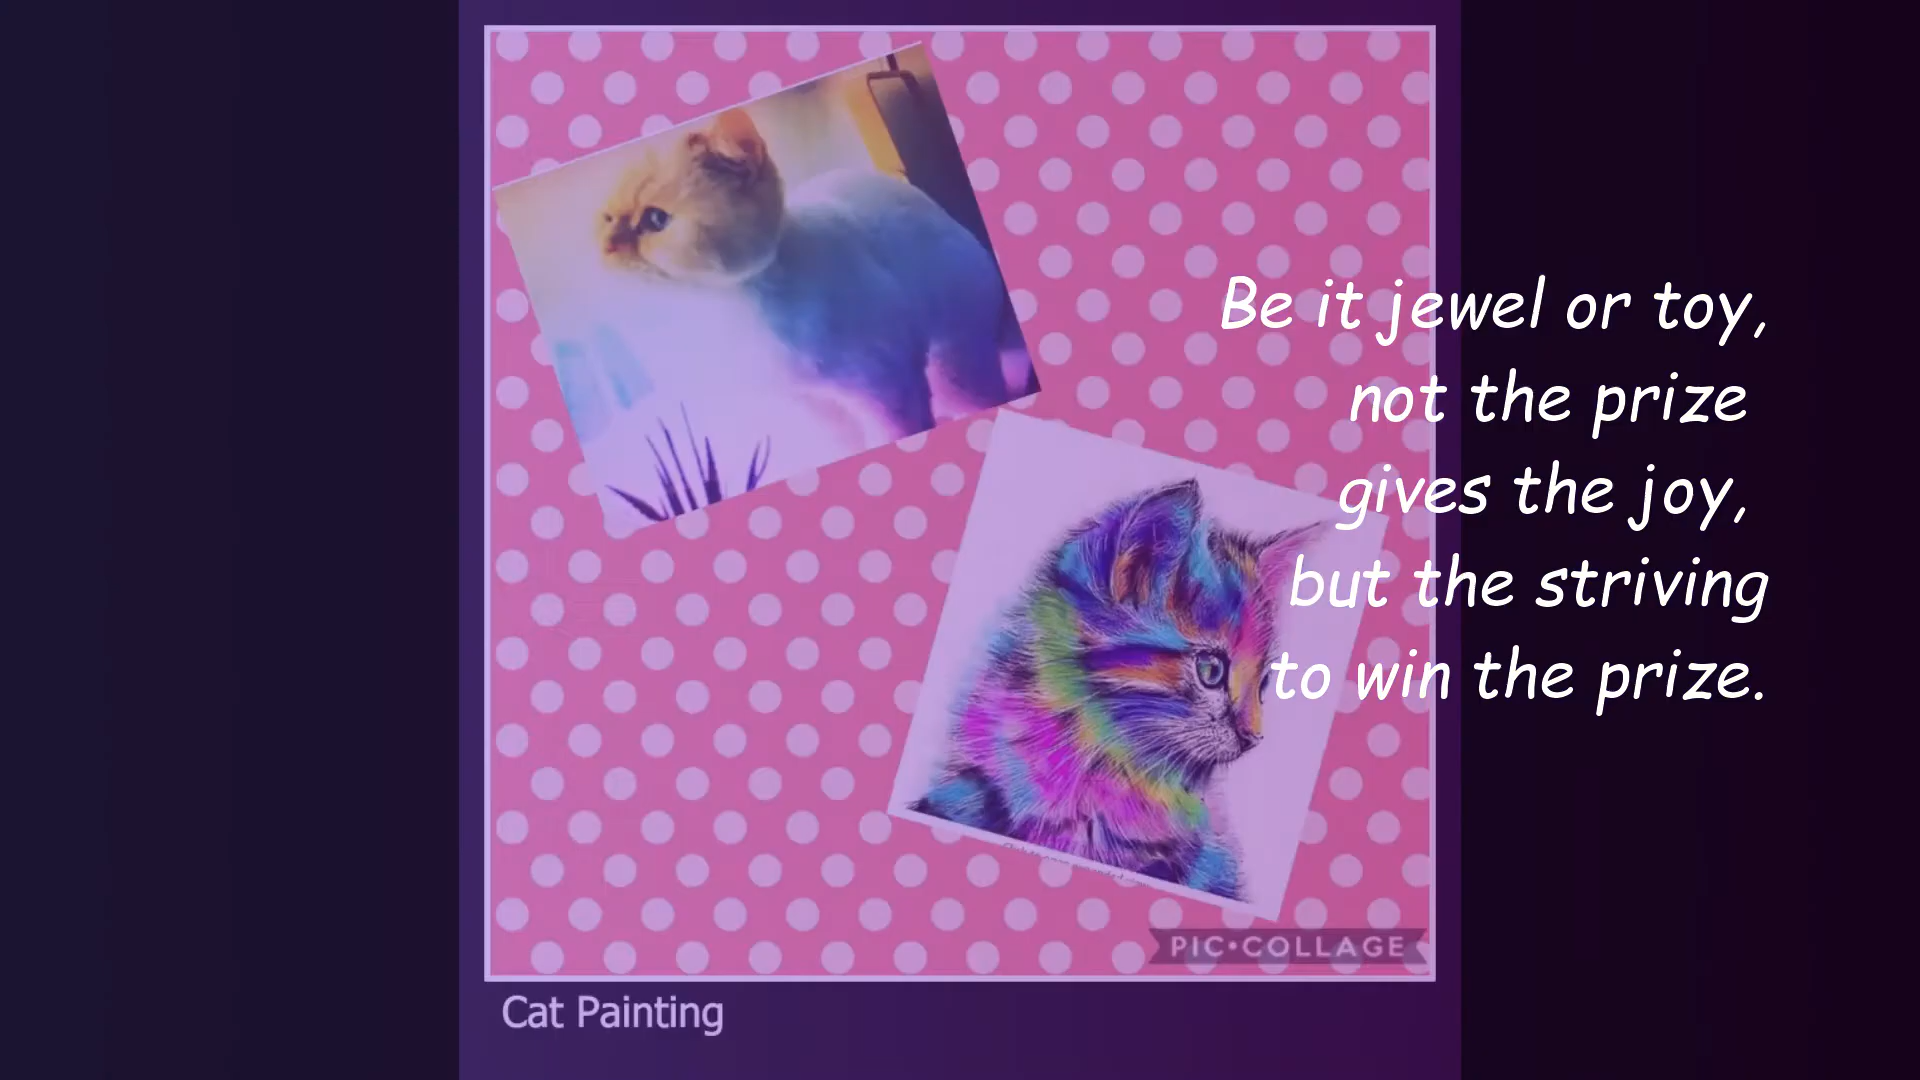 Be it jewel or toy,
not the prize
gives the joy,
but the striving
to win the prize.
PIC•COLLAGE
Cat Painting